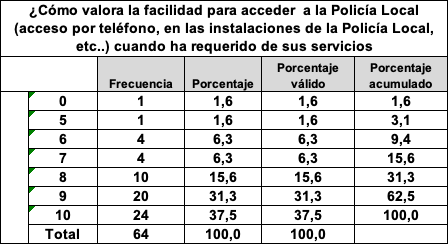 ¿Cómo valora la facilidad para acceder a la Policía Local
(acceso por teléfono, en las instalaciones de la Policía Local,
etc..) cuando ha requerido de sus servicios
Frecuencia Porcentaje Porcentaje válido Porcentaje acumulado
0 1 1,6 1,6 1,6
5 1 1,6 1,6 3,1
6 4 6,3 6,3 9,4
7 4 6,3 6,3 15,6
8 10 15,6 15,6 31,3
9 20 31,3 31,3 62,5
10 24 37,5 37,5 100,0
Total 64 100,0 100,0